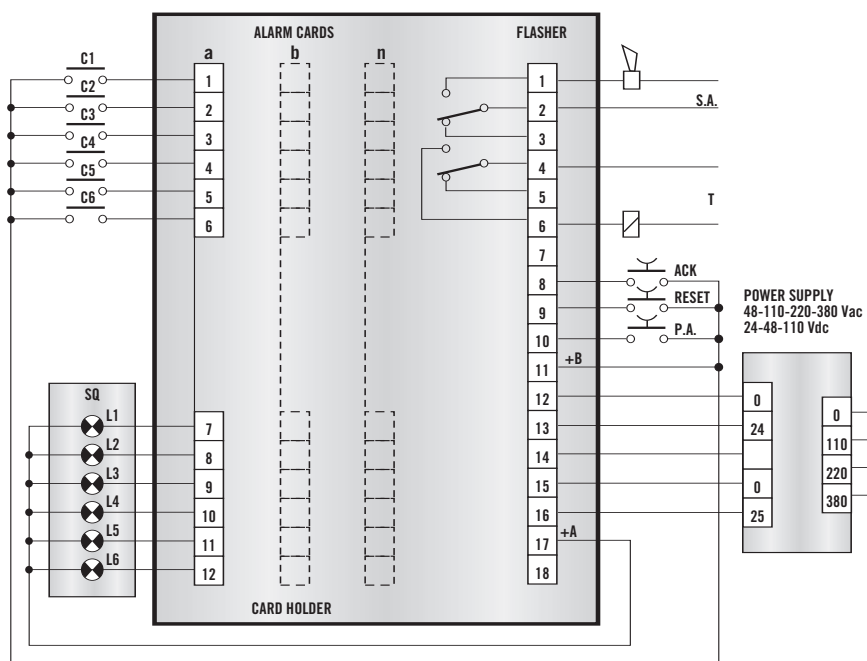 ALARM CARDS
FLASHER
a
b
n
C1
C2
C3
C4
C5
C6
1
2
3
4
5
6
1
2
3
4
5
6
7
8
9
10
11
12
13
14
15
16
17
18
S.A.
T
ACK
RESET
P.A.
+B
+A
POWER SUPPLY
48-110-220-380 Vac
24-48-110 Vdc
0
24
0
25
0
110
220
380
SQ
L1
L2
L3
L4
L5
L6
7
8
9
10
11
12
CARD HOLDER